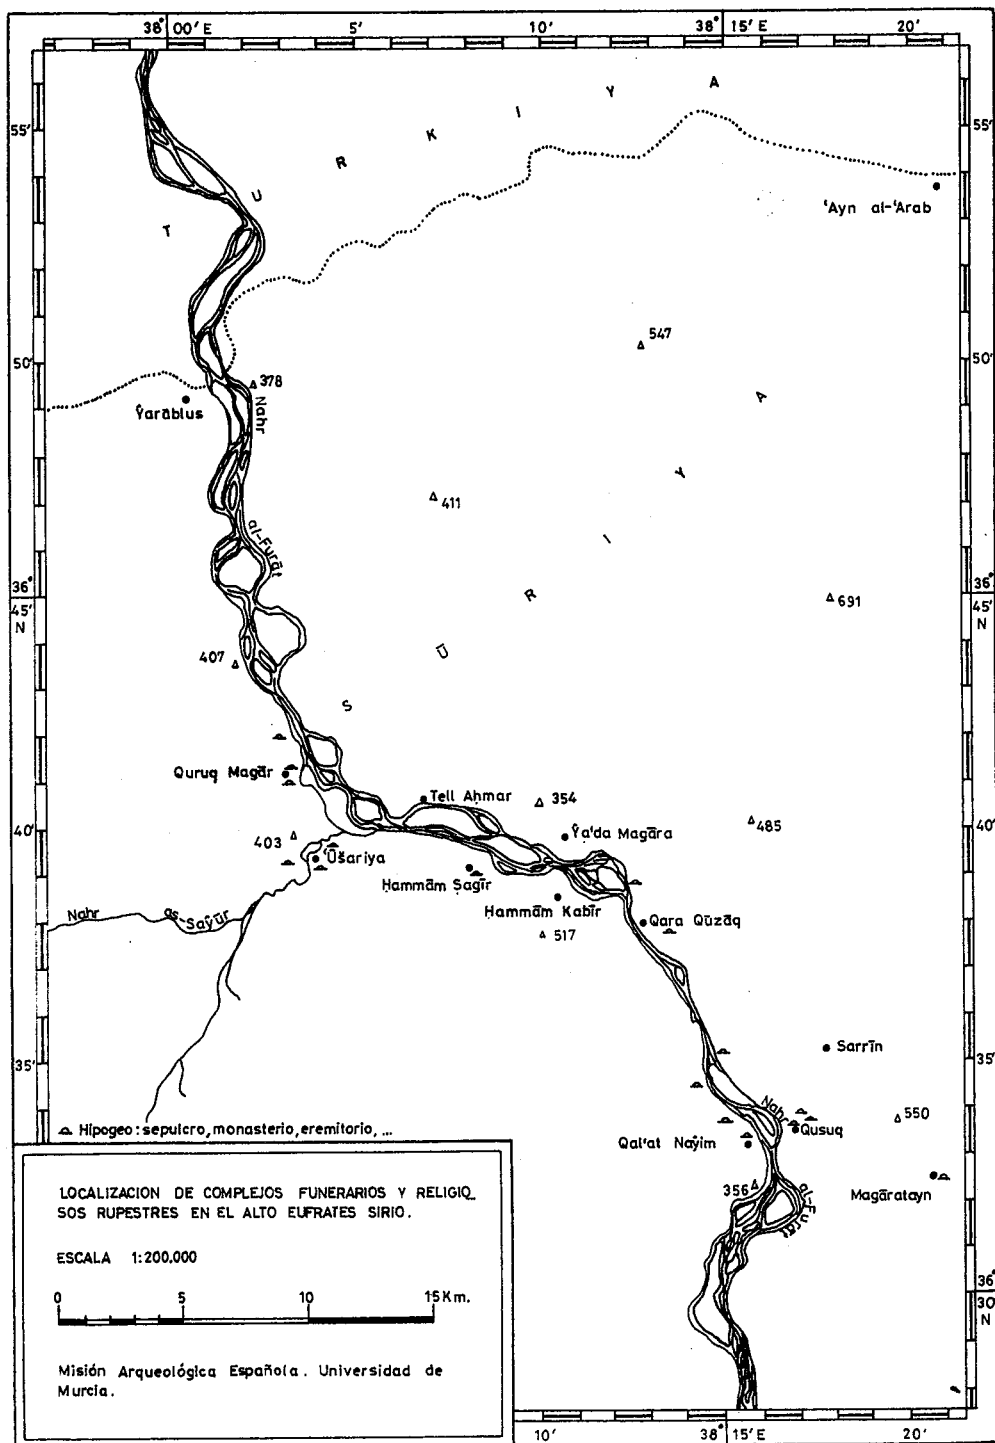 38° 00' E 5' 10' 38° 15' E 20'
55'
T U R K I Y A
'Ayn al-'Arab
547
50'
50'
378
Ŷarāblus
Nahr
al-Furāt
411
36° 45' N
36° 45' N
691
407
S Ū R I Y A
Quruq Magār
Tell Aḥmar
354
485
40'
40'
403
'Ūšariya
Ŷa'da Magāra
Ḥammām Ṣagīr
Ḥammām Kabīr
Nahr as-Saŷūr
517
Qara Qūzāq
35'
35'
Sarrīn
Nahr
550
Qusuq
Qal'at Naŷim
356
al-Furāt
Magāratayn
36° 30' N
Hipogeo: sepulcro, monasterio, eremitorio, ...
LOCALIZACION DE COMPLEJOS FUNERARIOS Y RELIGIO_
SOS RUPESTRES EN EL ALTO EUFRATES SIRIO.
ESCALA 1:200.000
0 5 10 15 Km.
Misión Arqueológica Española. Universidad de
Murcia.
10' 38° 15' E 20'
55'